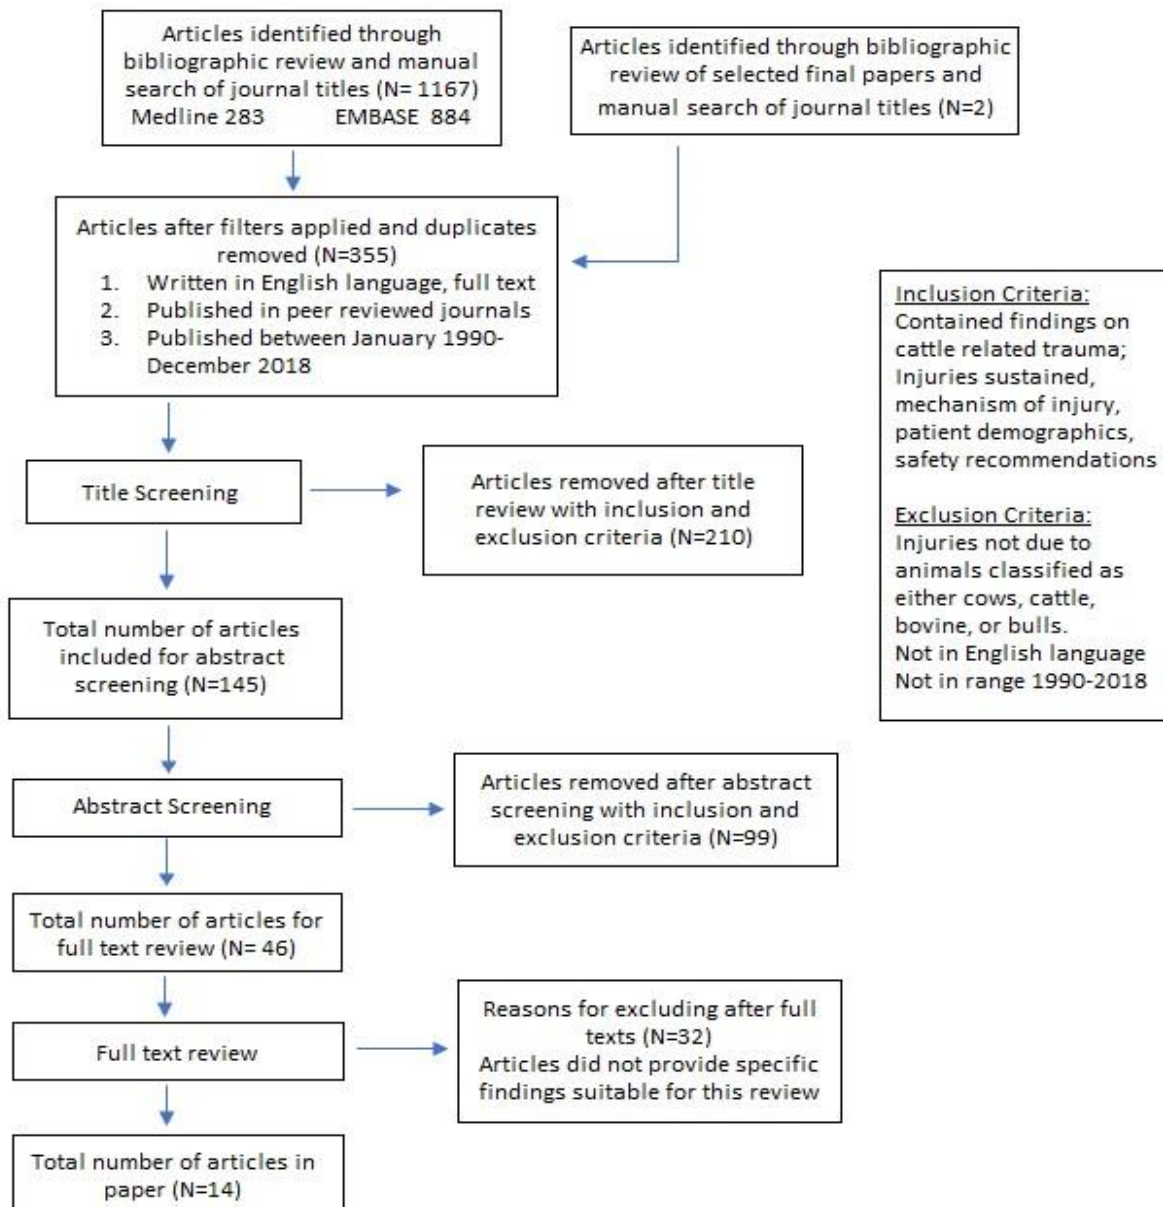 Articles identified through
bibliographic review and manual
search of journal titles (N= 1167)
Medline 283 EMBASE 884
Articles identified through bibliographic
review of selected final papers and
manual search of journal titles (N=2)
Articles after filters applied and duplicates
removed (N=355)
1. Written in English language, full text
2. Published in peer reviewed journals
3. Published between January 1990-
December 2018
Inclusion Criteria:
Contained findings on
cattle related trauma;
Injuries sustained,
mechanism of injury,
patient demographics,
safety recommendations
Exclusion Criteria:
Injuries not due to
animals classified as
either cows, cattle,
bovine, or bulls.
Not in English language
Not in range 1990-2018
Title Screening
Articles removed after title
review with inclusion and
exclusion criteria (N=210)
Total number of articles
included for abstract
screening (N=145)
Abstract Screening
Articles removed after abstract
screening with inclusion and
exclusion criteria (N=99)
Total number of articles for
full text review (N= 46)
Full text review
Reasons for excluding after full
texts (N=32)
Articles did not provide specific
findings suitable for this review
Total number of articles in
paper (N=14)